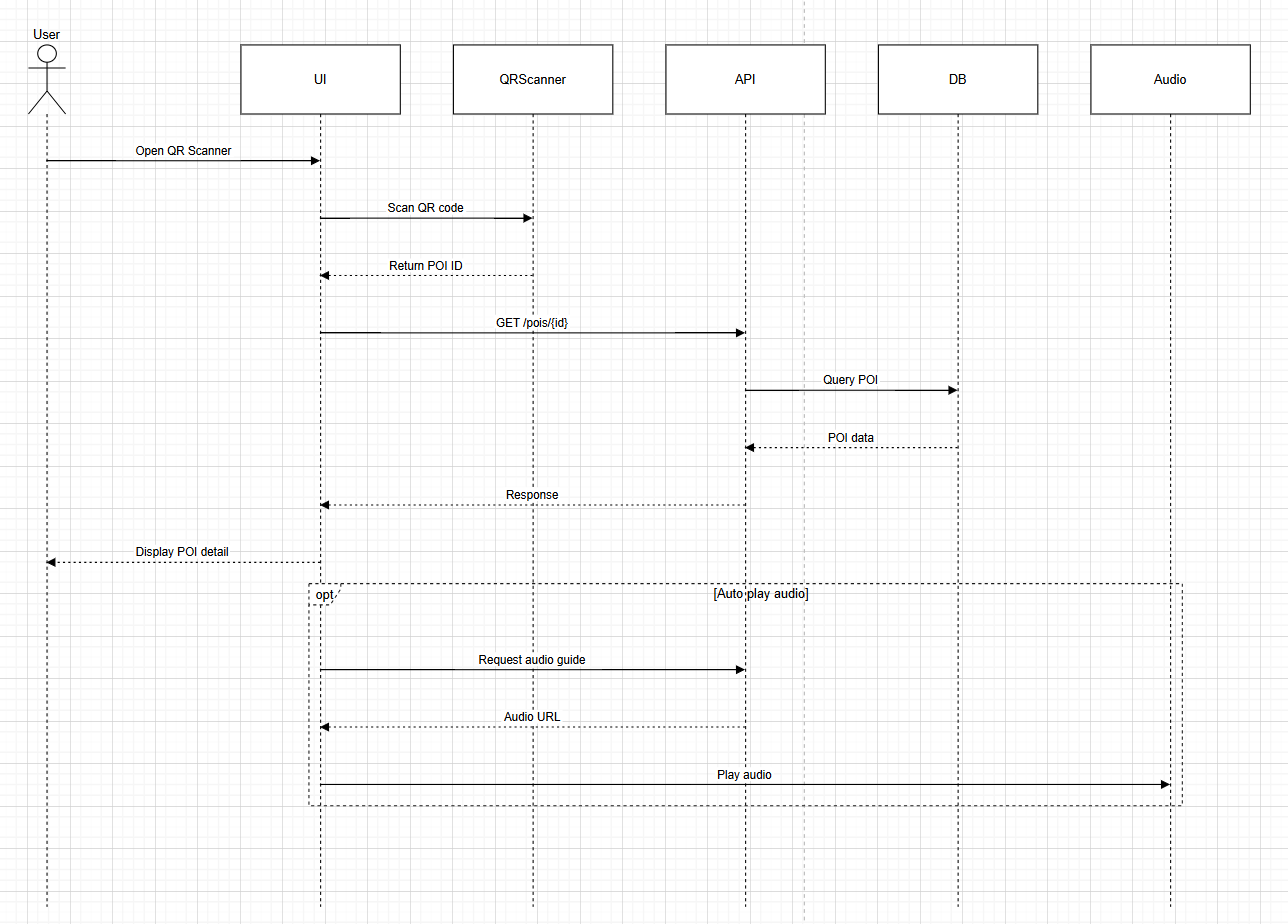 User
UI
QRScanner
API
DB
Audio
Open QR Scanner
Scan QR code
Return POI ID
GET /pois/{id}
Query POI
POI data
Response
Display POI detail
opt
[Auto play audio]
Request audio guide
Audio URL
Play audio